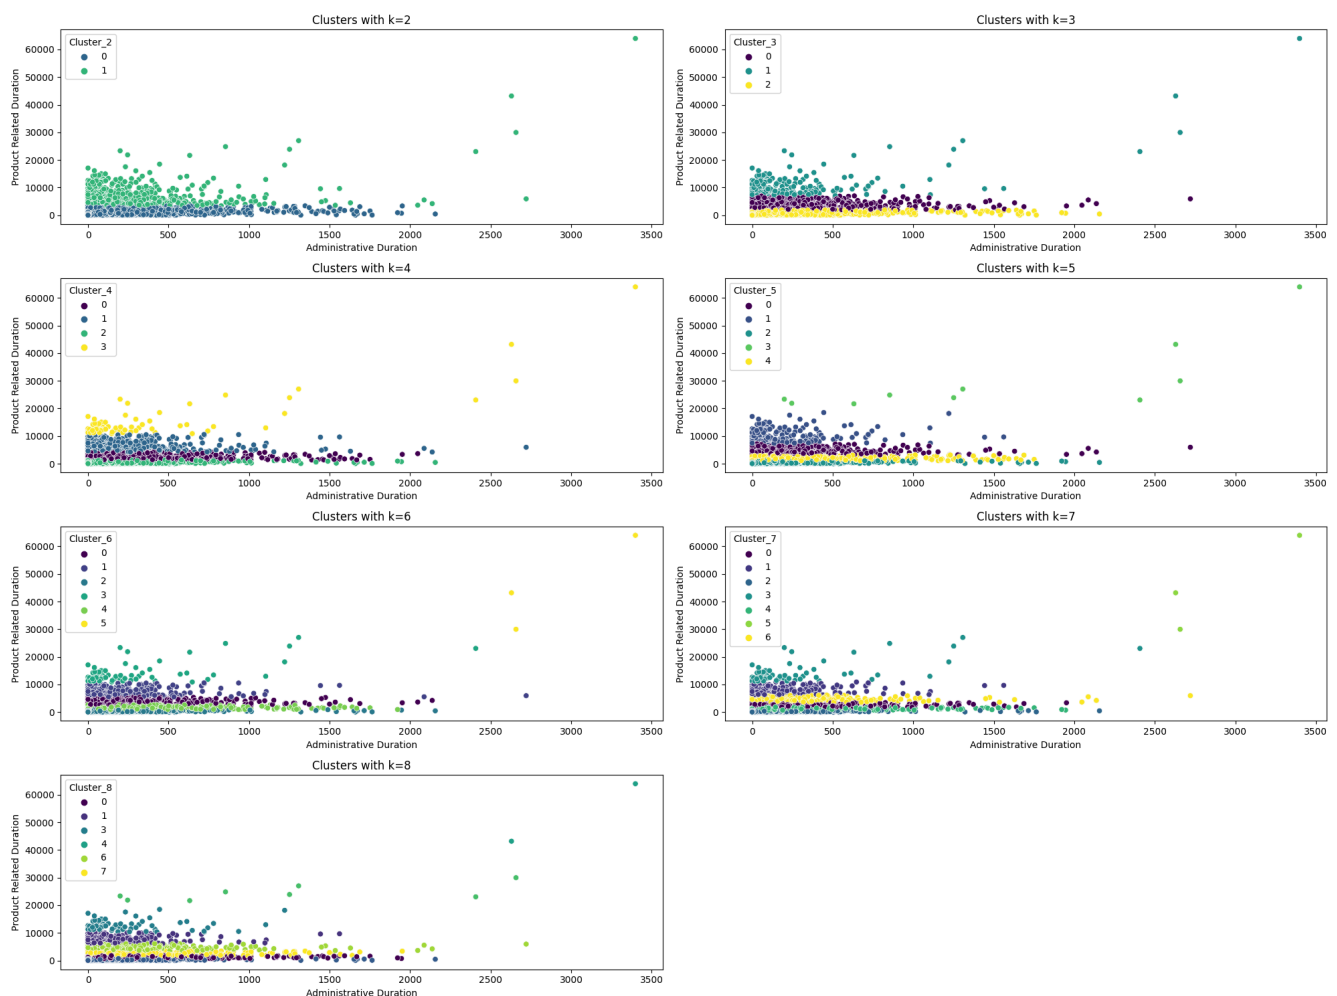 Clusters with k=2
Cluster_2
0
1
60000
50000
40000
30000
20000
10000
0
Product Related Duration
0 500 1000 1500 2000 2500 3000 3500
Administrative Duration
Clusters with k=3
Cluster_3
0
1
2
60000
50000
40000
30000
20000
10000
0
Product Related Duration
0 500 1000 1500 2000 2500 3000 3500
Administrative Duration
Clusters with k=4
Cluster_4
0
1
2
3
60000
50000
40000
30000
20000
10000
0
Product Related Duration
0 500 1000 1500 2000 2500 3000 3500
Administrative Duration
Clusters with k=5
Cluster_5
0
1
2
3
4
60000
50000
40000
30000
20000
10000
0
Product Related Duration
0 500 1000 1500 2000 2500 3000 3500
Administrative Duration
Clusters with k=6
Cluster_6
0
1
2
3
4
5
60000
50000
40000
30000
20000
10000
0
Product Related Duration
0 500 1000 1500 2000 2500 3000 3500
Administrative Duration
Clusters with k=7
Cluster_7
0
1
2
3
4
5
6
60000
50000
40000
30000
20000
10000
0
Product Related Duration
0 500 1000 1500 2000 2500 3000 3500
Administrative Duration
Clusters with k=8
Cluster_8
0
1
3
4
6
7
60000
50000
40000
30000
20000
10000
0
Product Related Duration
0 500 1000 1500 2000 2500 3000 3500
Administrative Duration